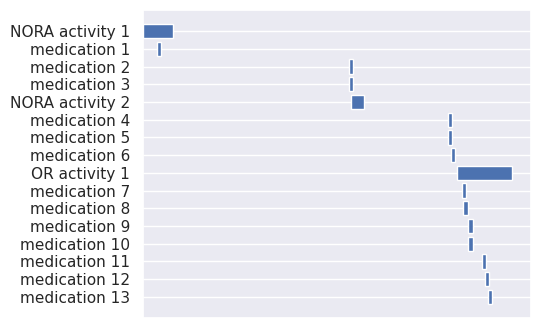 NORA activity 1
medication 1
medication 2
medication 3
NORA activity 2
medication 4
medication 5
medication 6
OR activity 1
medication 7
medication 8
medication 9
medication 10
medication 11
medication 12
medication 13